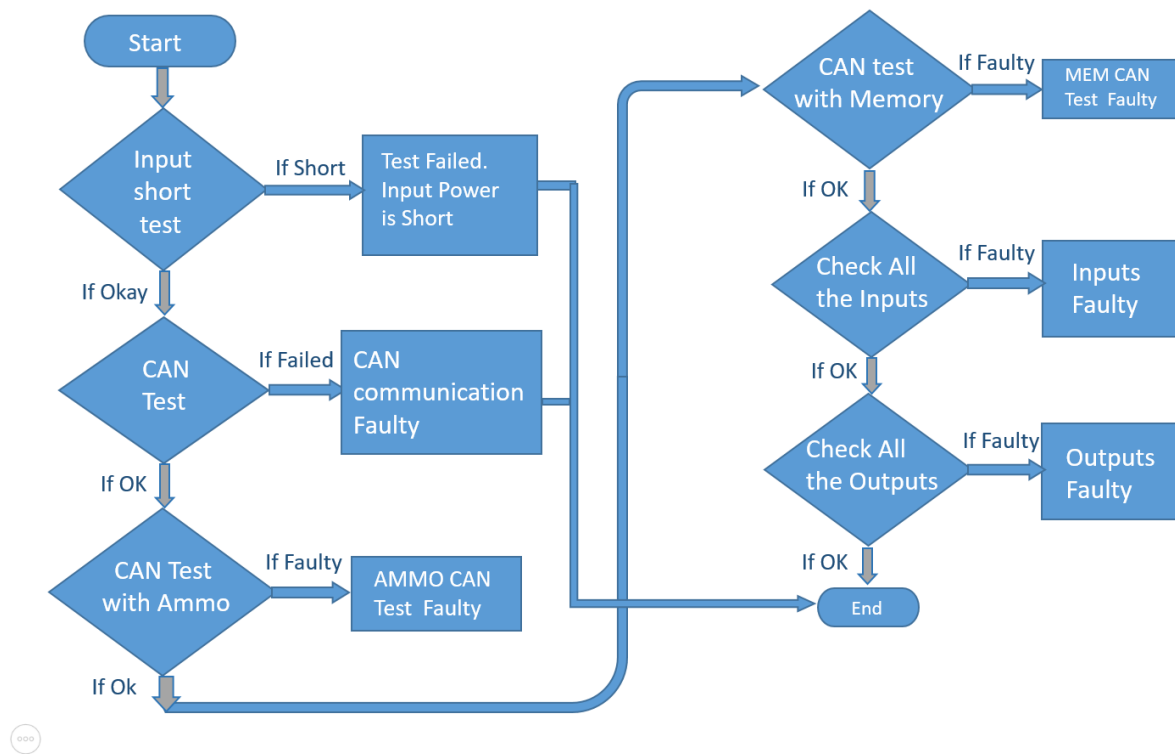 Start
Input
short
test
If Short
Test Failed.
Input Power
is Short
If Okay
CAN
Test
If Failed
CAN
communication
Faulty
If OK
CAN Test
with Ammo
If Faulty
AMMO CAN
Test Faulty
If Ok
CAN test
with Memory
If Faulty
MEM CAN
Test Faulty
If OK
Check All
the Inputs
If Faulty
Inputs
Faulty
If OK
Check All
the Outputs
If Faulty
Outputs
Faulty
If OK
End